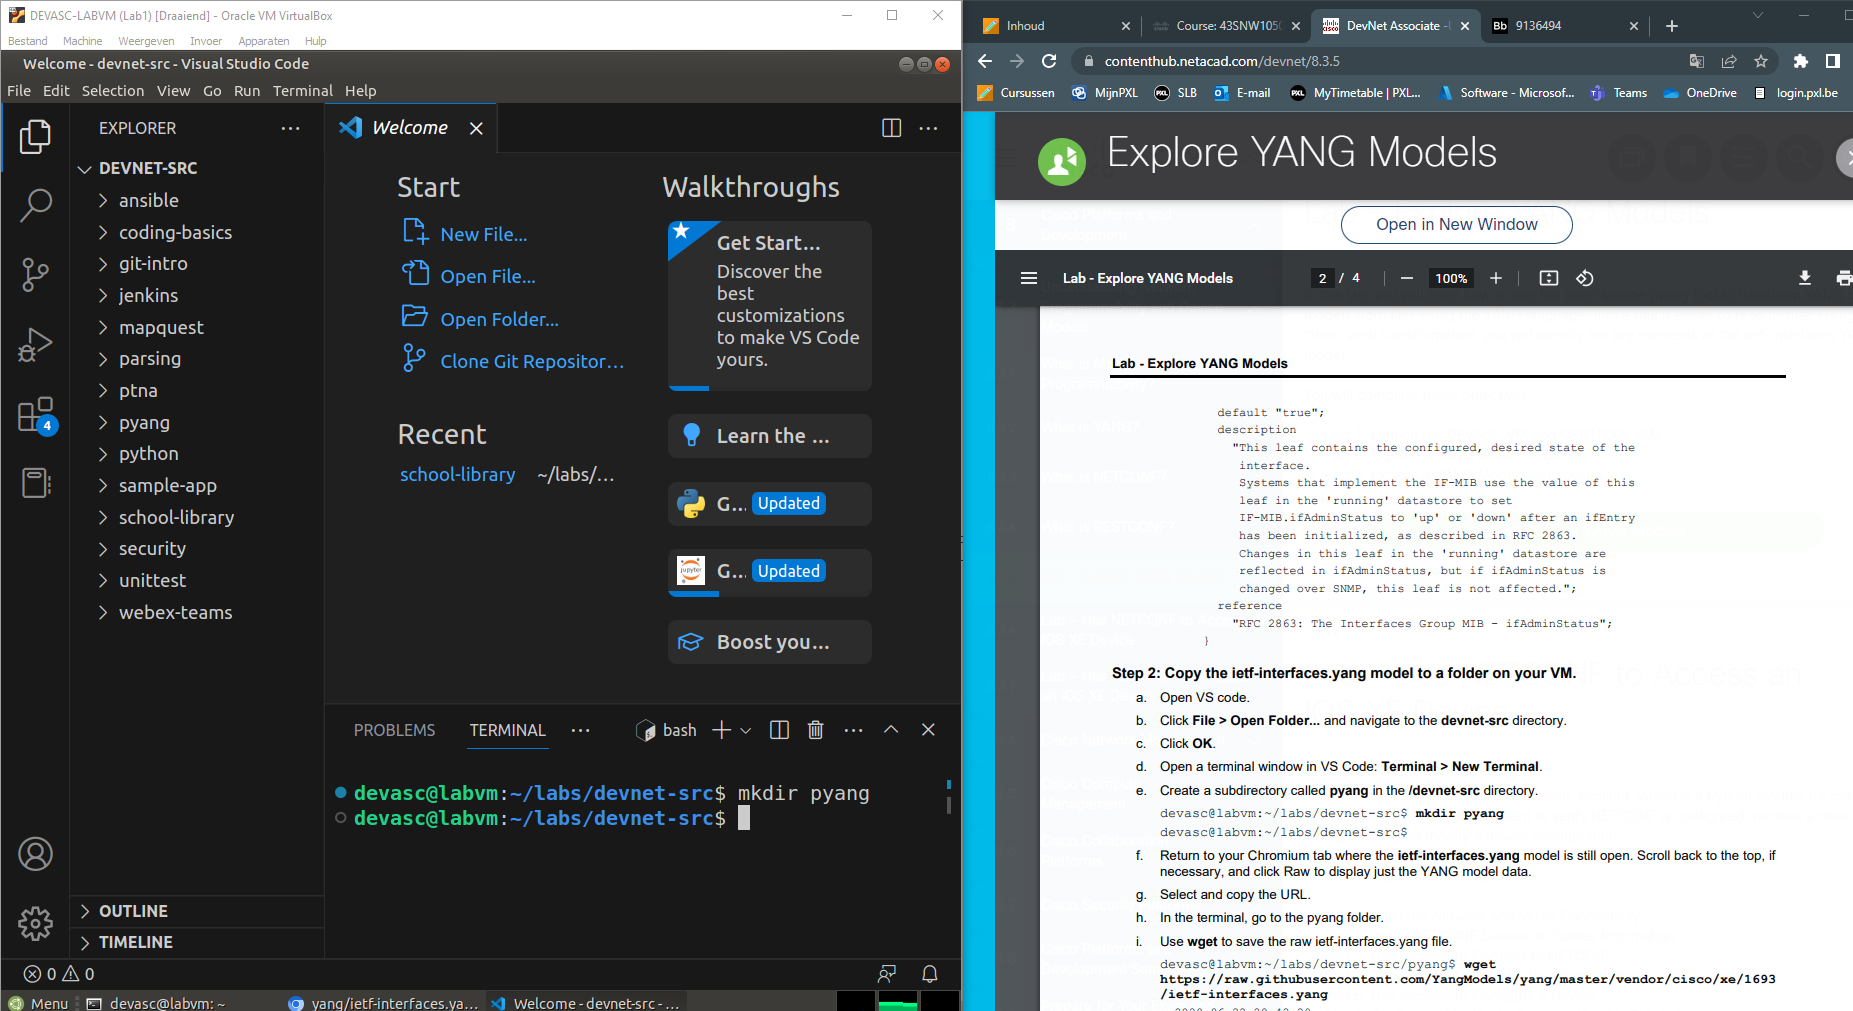 DEVASC-LABVM (Lab1) [Draaiend] - Oracle VM VirtualBox
Bestand Machine Weergeven Invoer Apparaten Hulp
Welcome - devnet-src - Visual Studio Code
File Edit Selection View Go Run Terminal Help
EXPLORER
DEVNET-SRC
ansible
coding-basics
git-intro
jenkins
mapquest
parsing
ptna
pyang
python
sample-app
school-library
security
unittest
webex-teams
OUTLINE
TIMELINE
4
Welcome
Start
New File...
Open File...
Open Folder...
Clone Git Repositor...
Recent
school-library ~/labs/...
Walkthroughs
Get Start...
Discover the
best
customizations
to make VS Code
yours.
Learn the ...
G... Updated
jupyter G... Updated
Boost you...
PROBLEMS TERMINAL ... bash
devasc@labvm:~/labs/devnet-src$ mkdir pyang
devasc@labvm:~/labs/devnet-src$
0 0
Menu devasc@labvm: ~ yang/ietf-interfaces.ya... Welcome - devnet-src - ...
Inhoud Course: 43SNW105( DevNet Associate - Bb 9136494
contenthub.netacad.com/devnet/8.3.5
Cursussen MijnPXL PXL SLB E-mail PXL MyTimetable | PXL... Software - Microsof... Teams OneDrive login.pxl.be
Explore YANG Models
Open in New Window
Lab - Explore YANG Models 2 / 4 100%
Lab - Explore YANG Models
default "true";
description
"This leaf contains the configured, desired state of the
interface.
Systems that implement the IF-MIB use the value of this
leaf in the 'running' datastore to set
IF-MIB.ifAdminStatus to 'up' or 'down' after an ifEntry
has been initialized, as described in RFC 2863.
Changes in this leaf in the 'running' datastore are
reflected in ifAdminStatus, but if ifAdminStatus is
changed over SNMP, this leaf is not affected.";
reference
"RFC 2863: The Interfaces Group MIB - ifAdminStatus";
}
Step 2: Copy the ietf-interfaces.yang model to a folder on your VM.
a. Open VS code.
b. Click File > Open Folder... and navigate to the devnet-src directory.
c. Click OK.
d. Open a terminal window in VS Code: Terminal > New Terminal.
e. Create a subdirectory called pyang in the /devnet-src directory.
devasc@labvm:~/labs/devnet-src$ mkdir pyang
devasc@labvm:~/labs/devnet-src$
f. Return to your Chromium tab where the ietf-interfaces.yang model is still open. Scroll back to the top, if
necessary, and click Raw to display just the YANG model data.
g. Select and copy the URL.
h. In the terminal, go to the pyang folder.
i. Use wget to save the raw ietf-interfaces.yang file.
devasc@labvm:~/labs/devnet-src/pyang$ wget
https://raw.githubusercontent.com/YangModels/yang/master/vendor/cisco/xe/1693
/ietf-interfaces.yang